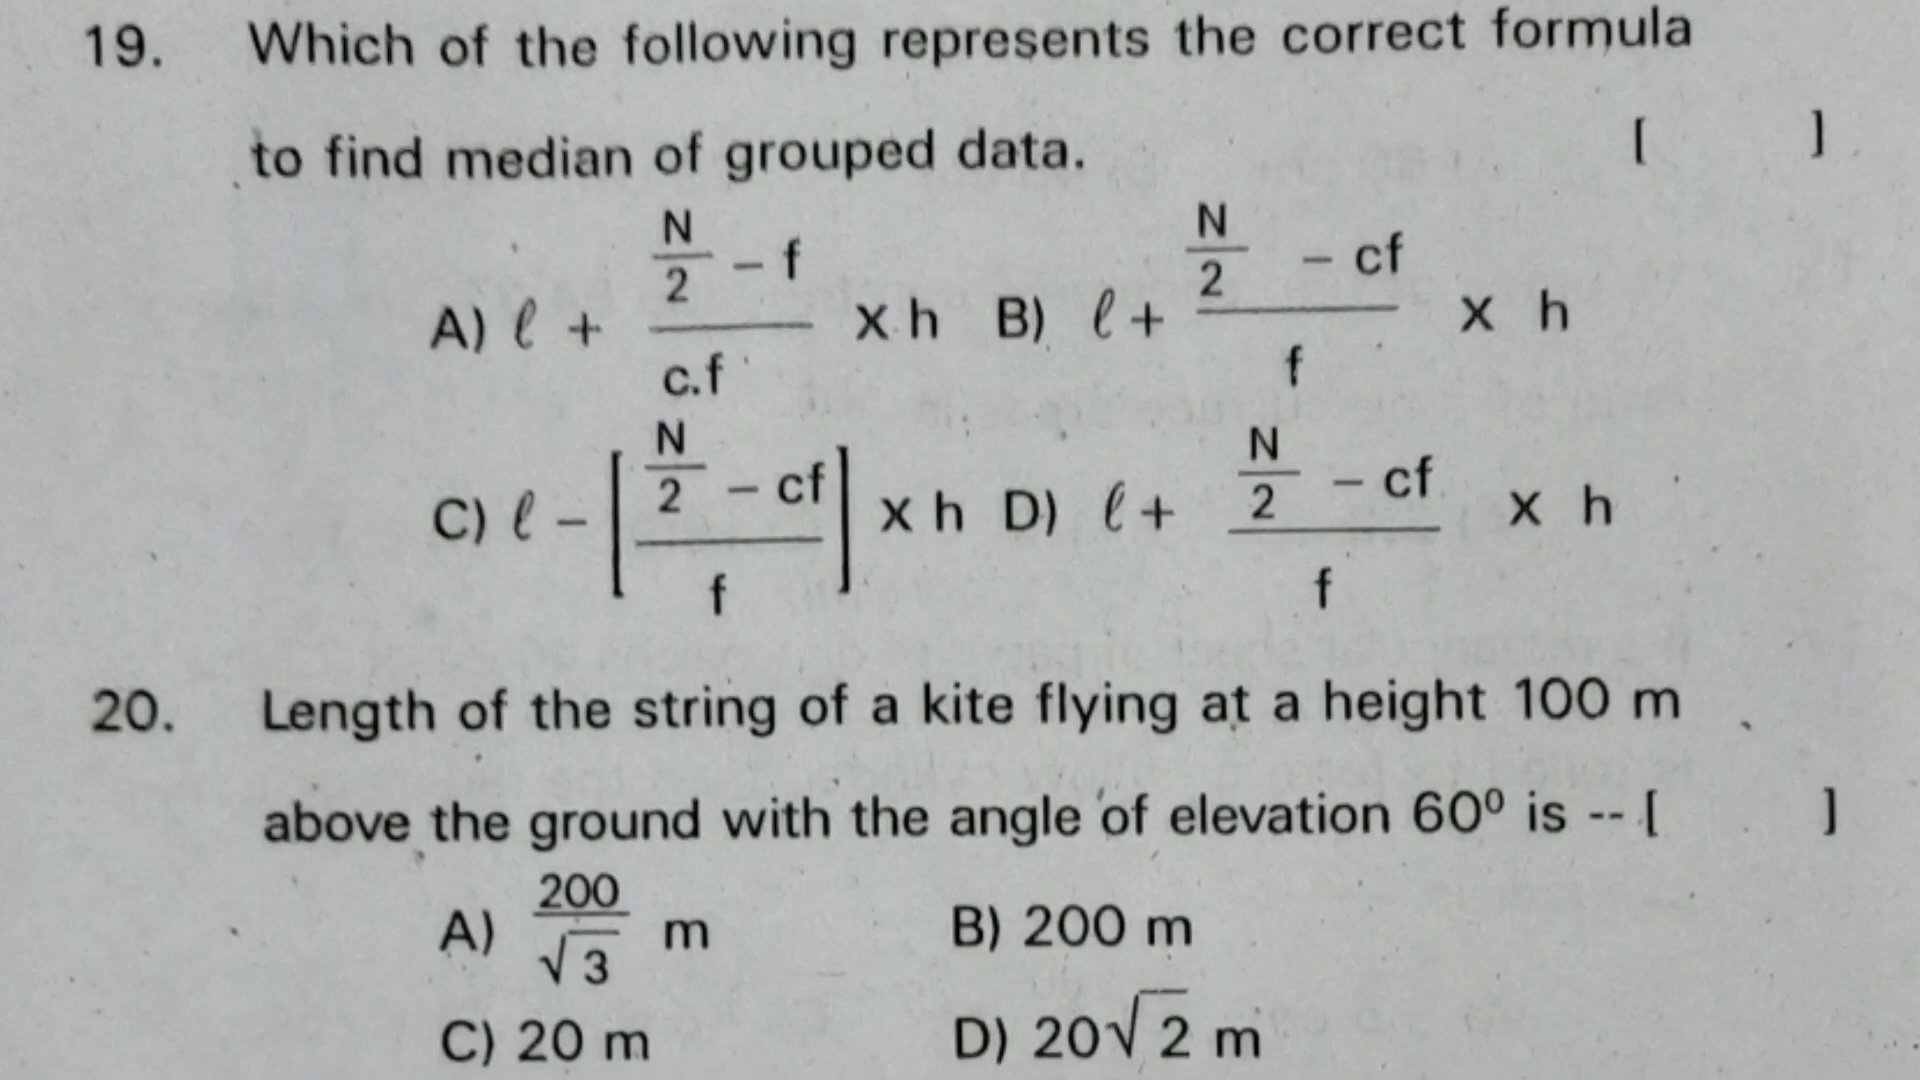 19. Which of the following represents the correct formula
to find median of grouped data. [ ]
A) ℓ + (N/2 - f)/c.f x h B) ℓ + (N/2 - cf)/f x h
C) ℓ - [(N/2 - cf)/f] x h D) ℓ + (N/2 - cf)/f x h
20. Length of the string of a kite flying at a height 100 m
above the ground with the angle of elevation 60⁰ is -- [ ]
A) 200/√3 m B) 200 m
C) 20 m D) 20√2 m